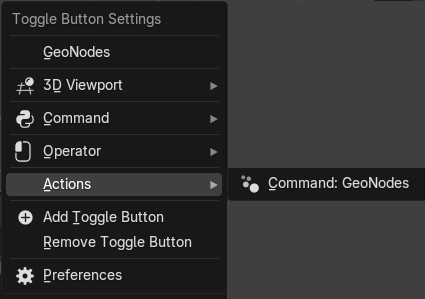 Toggle Button Settings
GeoNodes
3D Viewport
Command
Operator
Actions
Command: GeoNodes
Add Toggle Button
Remove Toggle Button
Preferences